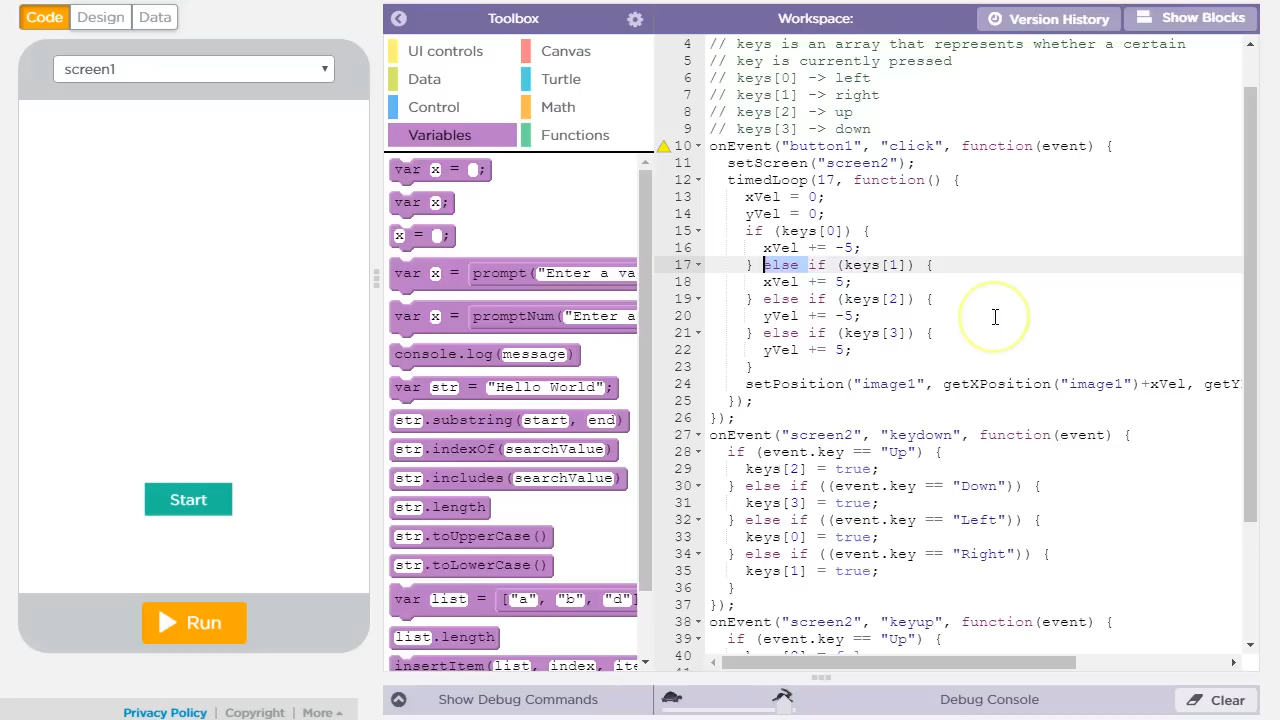 Code Design Data
screen1
Start
Run
Privacy Policy Copyright More
Toolbox
UI controls Canvas
Data Turtle
Control Math
Variables Functions
var x = ;
var x;
x = ;
var x = prompt("Enter a va
var x = promptNum("Enter a
console.log(message)
var str = "Hello World";
str.substring(start, end)
str.indexOf(searchValue)
str.includes(searchValue)
str.length
str.toUpperCase()
str.toLowerCase()
var list = ["a", "b", "d"]
list.length
insertItem(list, index, ite
Show Debug Commands
Workspace: Version History Show Blocks
4 // keys is an array that represents whether a certain
5 // key is currently pressed
6 // keys[0] -> left
7 // keys[1] -> right
8 // keys[2] -> up
9 // keys[3] -> down
10 onEvent("button1", "click", function(event) {
11 setScreen("screen2");
12 timedLoop(17, function() {
13 xVel = 0;
14 yVel = 0;
15 if (keys[0]) {
16 xVel += -5;
17 } else if (keys[1]) {
18 xVel += 5;
19 } else if (keys[2]) {
20 yVel += -5;
21 } else if (keys[3]) {
22 yVel += 5;
23 }
24 setPosition("image1", getXPosition("image1")+xVel, getY
25 });
26 });
27 onEvent("screen2", "keydown", function(event) {
28 if (event.key == "Up") {
29 keys[2] = true;
30 } else if ((event.key == "Down")) {
31 keys[3] = true;
32 } else if ((event.key == "Left")) {
33 keys[0] = true;
34 } else if ((event.key == "Right")) {
35 keys[1] = true;
36 }
37 });
38 onEvent("screen2", "keyup", function(event) {
39 if (event.key == "Up") {
40
Debug Console Clear